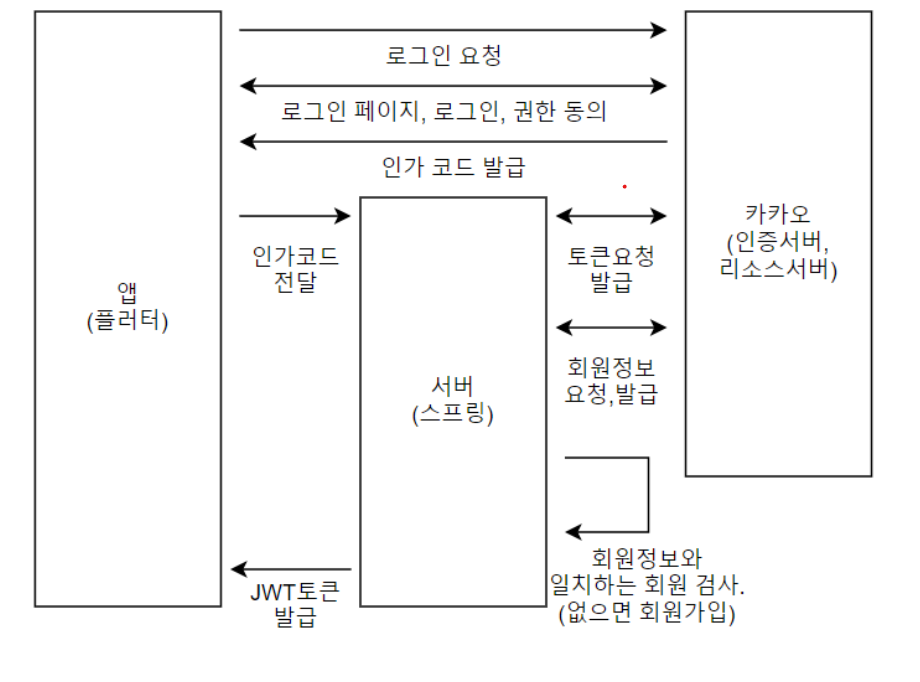 로그인 요청
로그인 페이지, 로그인, 권한 동의
인가 코드 발급
앱
(플러터)
인가코드
전달
서버
(스프링)
토큰요청
발급
카카오
(인증서버,
리소스서버)
회원정보
요청,발급
회원정보와
일치하는 회원 검사.
(없으면 회원가입)
JWT토큰
발급